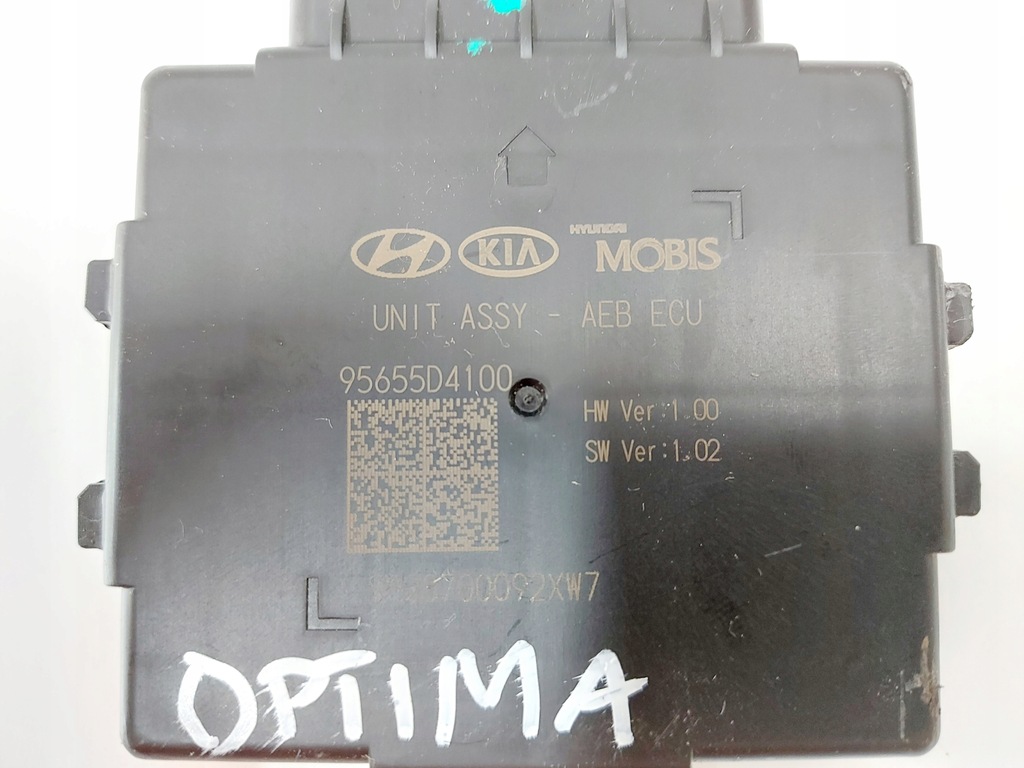 H KIA HYUNDAI MOBIS
UNIT ASSY - AEB ECU
95655D4100
HW Ver:1.00
SW Ver:1.02
OPTIMA